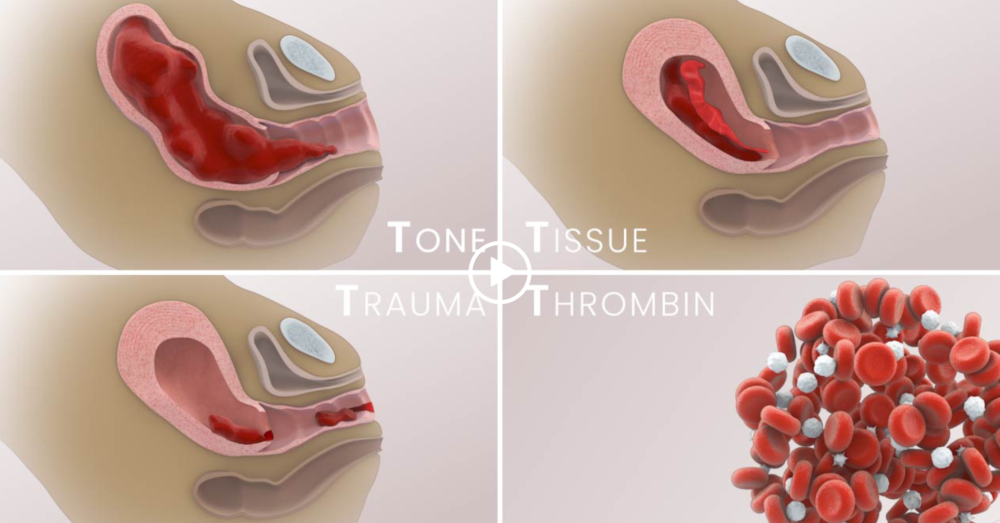 TONE
TISSUE
TRAUMA
THROMBIN